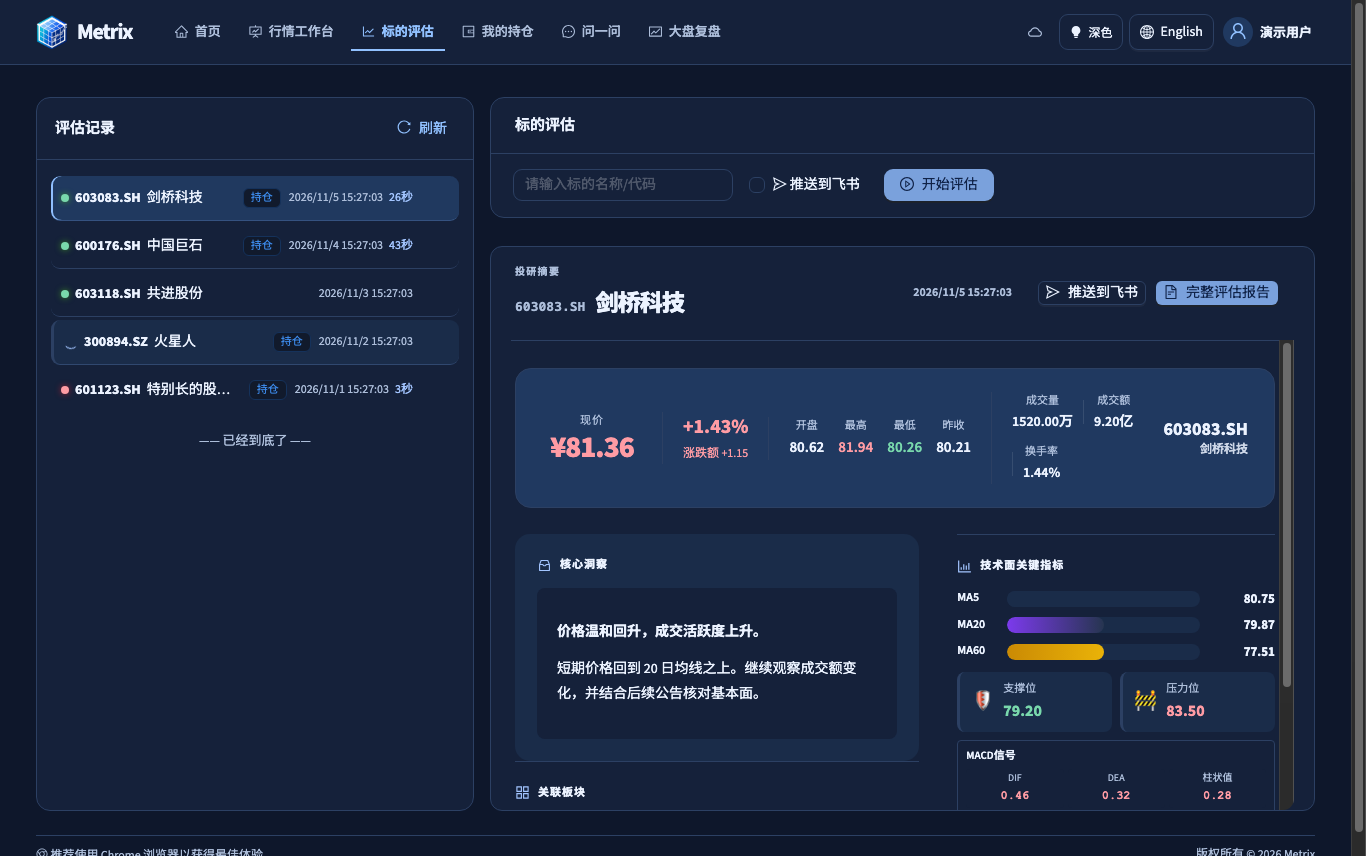 Metrix 首页 行情工作台 标的评估 我的持仓 问一问 大盘复盘 深色 English 演示用户
评估记录 刷新
603083.SH 剑桥科技 持仓 2026/11/5 15:27:03 26秒
600176.SH 中国巨石 持仓 2026/11/4 15:27:03 43秒
603118.SH 共进股份 2026/11/3 15:27:03
300894.SZ 火星人 持仓 2026/11/2 15:27:03
601123.SH 特别长的股... 持仓 2026/11/1 15:27:03 3秒
—— 已经到底了 ——
标的评估
请输入标的名称/代码 推送到飞书 开始评估
投研摘要
603083.SH 剑桥科技 2026/11/5 15:27:03 推送到飞书 完整评估报告
现价
¥81.36
+1.43%
涨跌额 +1.15
开盘 最高 最低 昨收
80.62 81.94 80.26 80.21
成交量 成交额
1520.00万 9.20亿
换手率
1.44%
603083.SH
剑桥科技
核心洞察
价格温和回升，成交活跃度上升。
短期价格回到 20 日均线之上。继续观察成交额变
化，并结合后续公告核对基本面。
关联板块
技术面关键指标
MA5 80.75
MA20 79.87
MA60 77.51
支撑位 压力位
79.20 83.50
MACD信号
DIF DEA 柱状值
0.46 0.32 0.28
推荐使用 Chrome 浏览器以获得最佳体验 版权所有 © 2026 Metrix